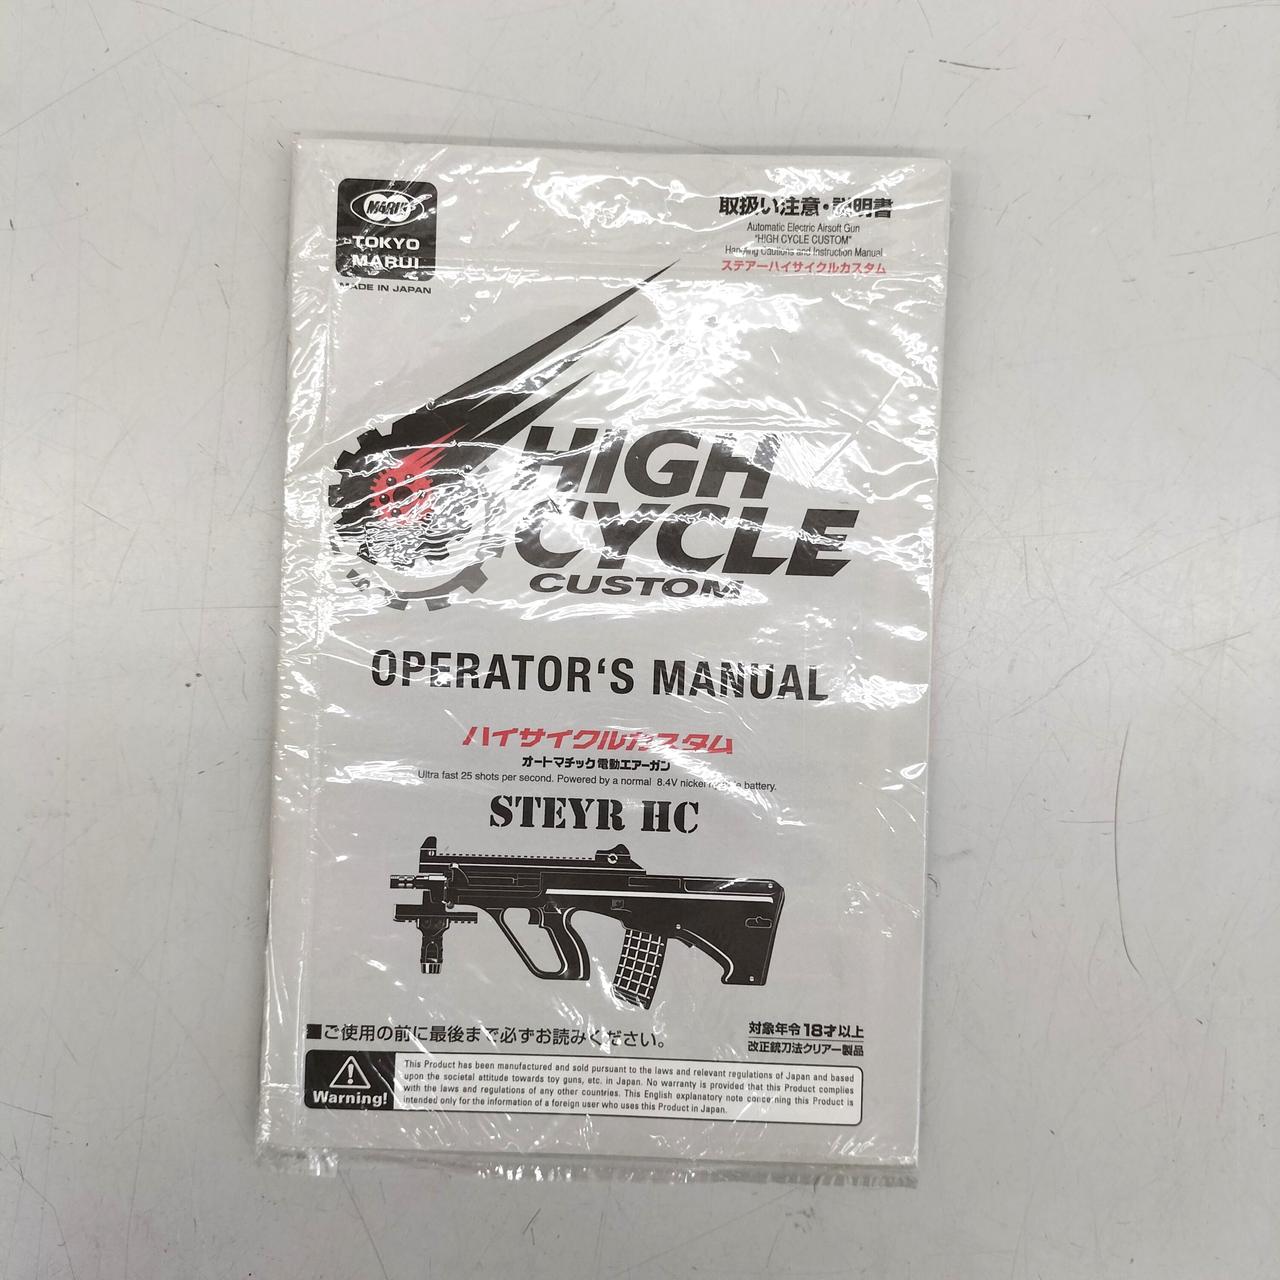 MARUI
TOKYO
MARUI
MADE IN JAPAN
取扱い注意・説明書
Automatic Electric Airsoft Gun
"HIGH CYCLE CUSTOM"
Handling Cautions and Instruction Manual
ステアーハイサイクルカスタム
HIGH
CYCLE
CUSTOM
OPERATOR‘S MANUAL
ハイサイクルカスタム
オートマチック電動エアーガン
Ultra fast 25 shots per second. Powered by a normal 8.4V nickel battery.
STEYR HC
■ご使用の前に最後まで必ずお読みください。
対象年令18才以上
改正銃刀法クリアー製品
Warning!
This Product has been manufactured and sold pursuant to the laws and relevant regulations of Japan and based
upon the societal attitude towards toy guns, etc. in Japan. No warranty is provided that this Product complies
with the laws and regulations of any other countries. This English explanatory note concerning this Product is
intended only for the information of a foreign user who uses this Product in Japan.